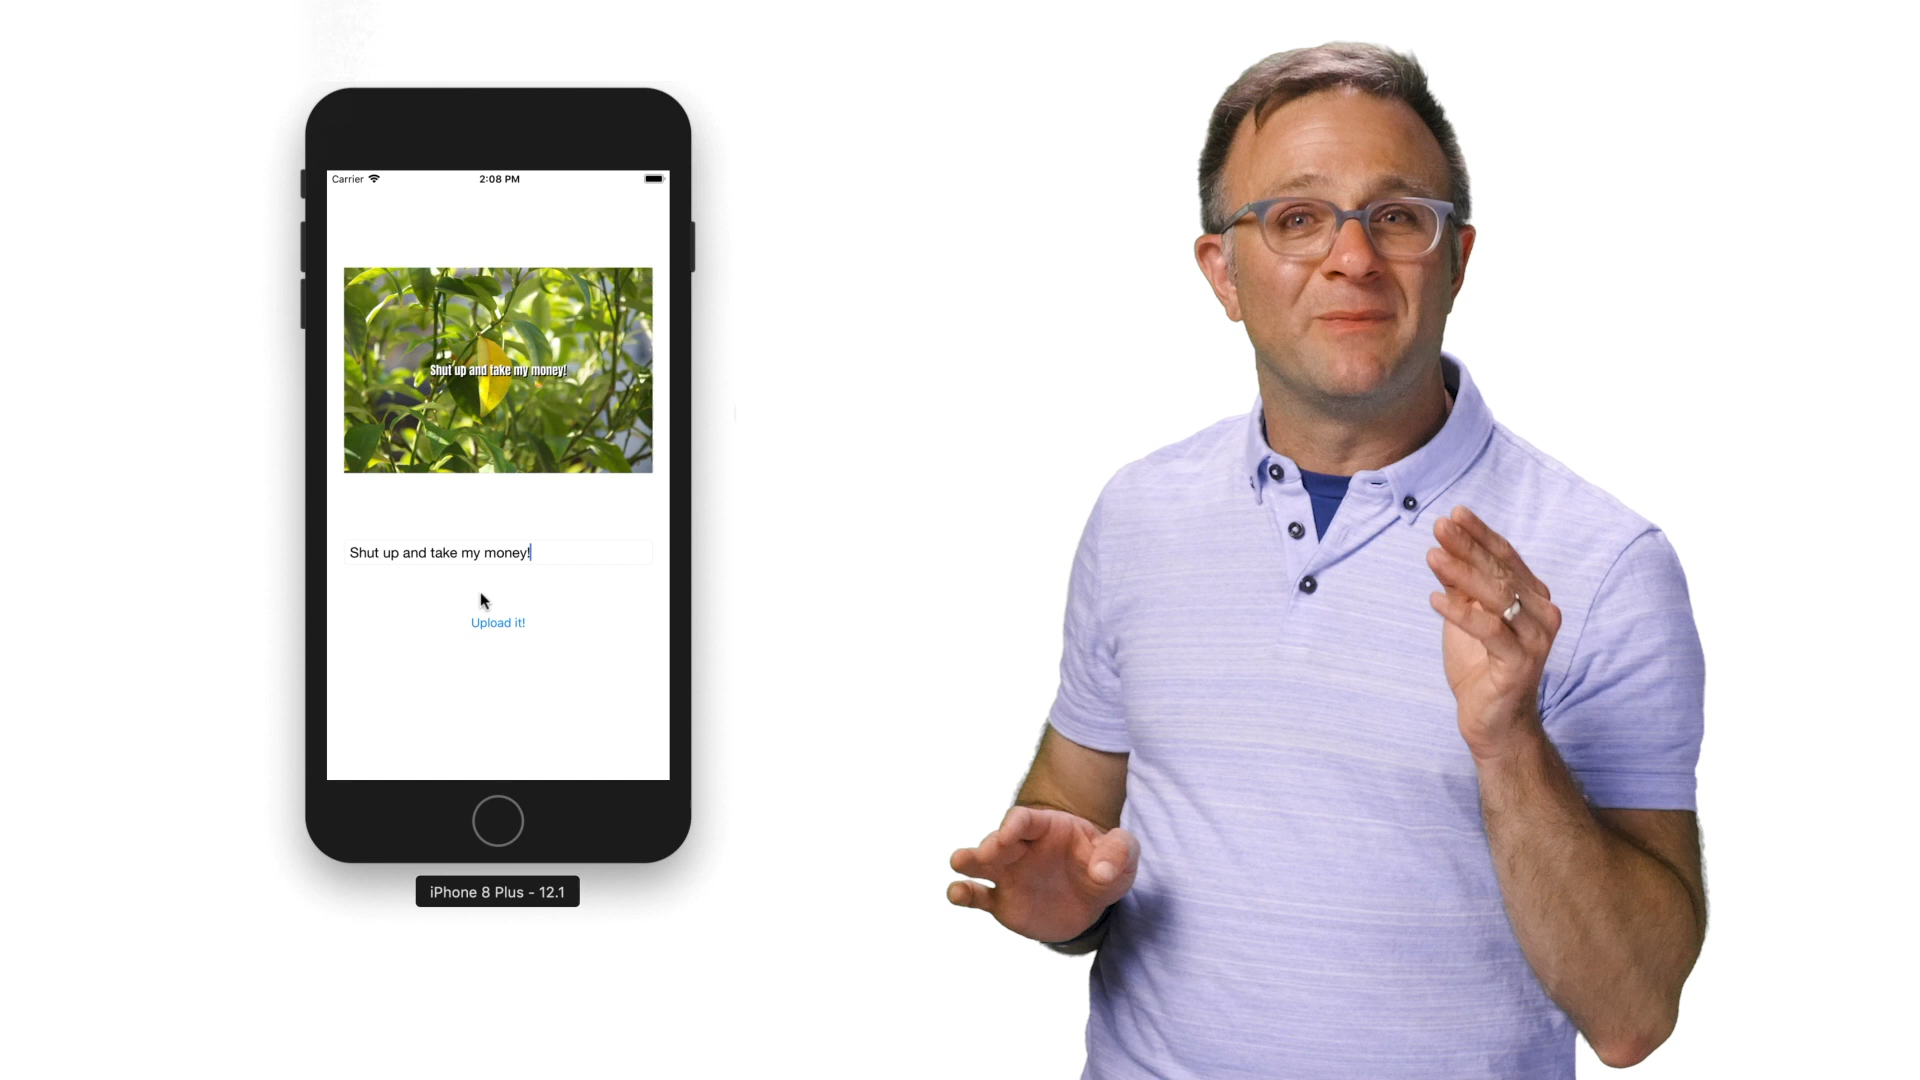 Carrier 2:08 PM
Shut up and take my money!
Shut up and take my money!
Upload it!
iPhone 8 Plus - 12.1